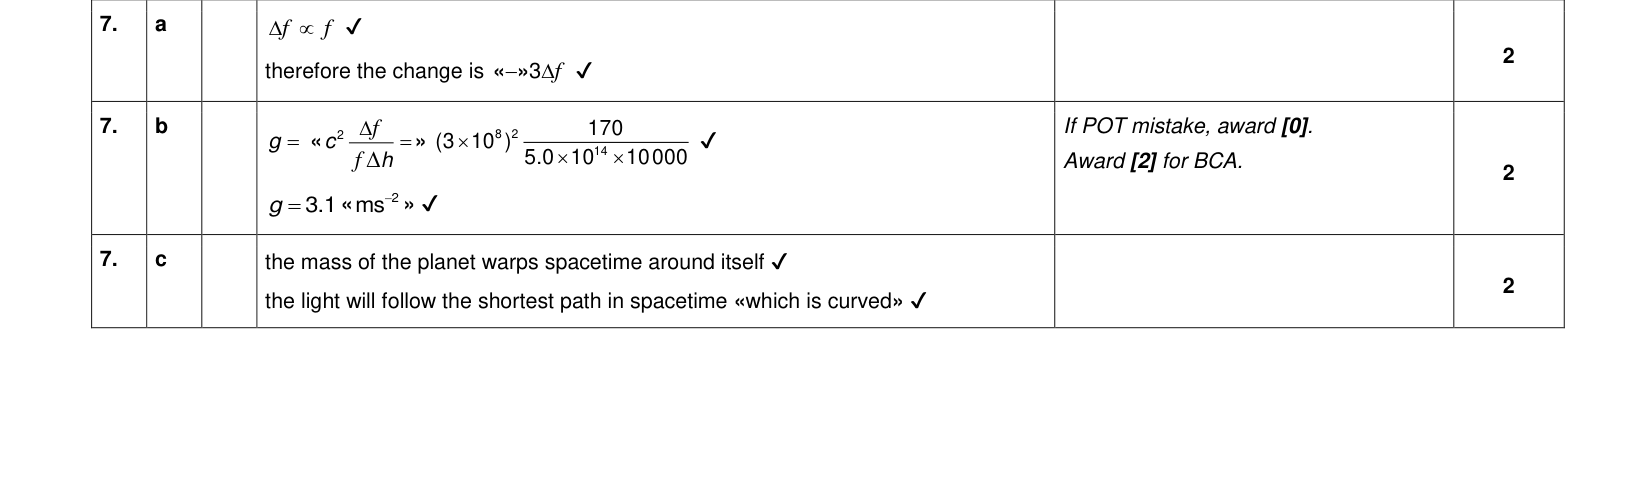 7. a Δf ∝ f ✓
therefore the change is «–»3Δf ✓ 2
7. b g = «c² Δf / fΔh =» (3×10⁸)² 170 / 5.0×10¹⁴×10000 ✓ If POT mistake, award [0].
Award [2] for BCA.
2
g = 3.1 «ms⁻²» ✓
7. c the mass of the planet warps spacetime around itself ✓
the light will follow the shortest path in spacetime «which is curved» ✓ 2